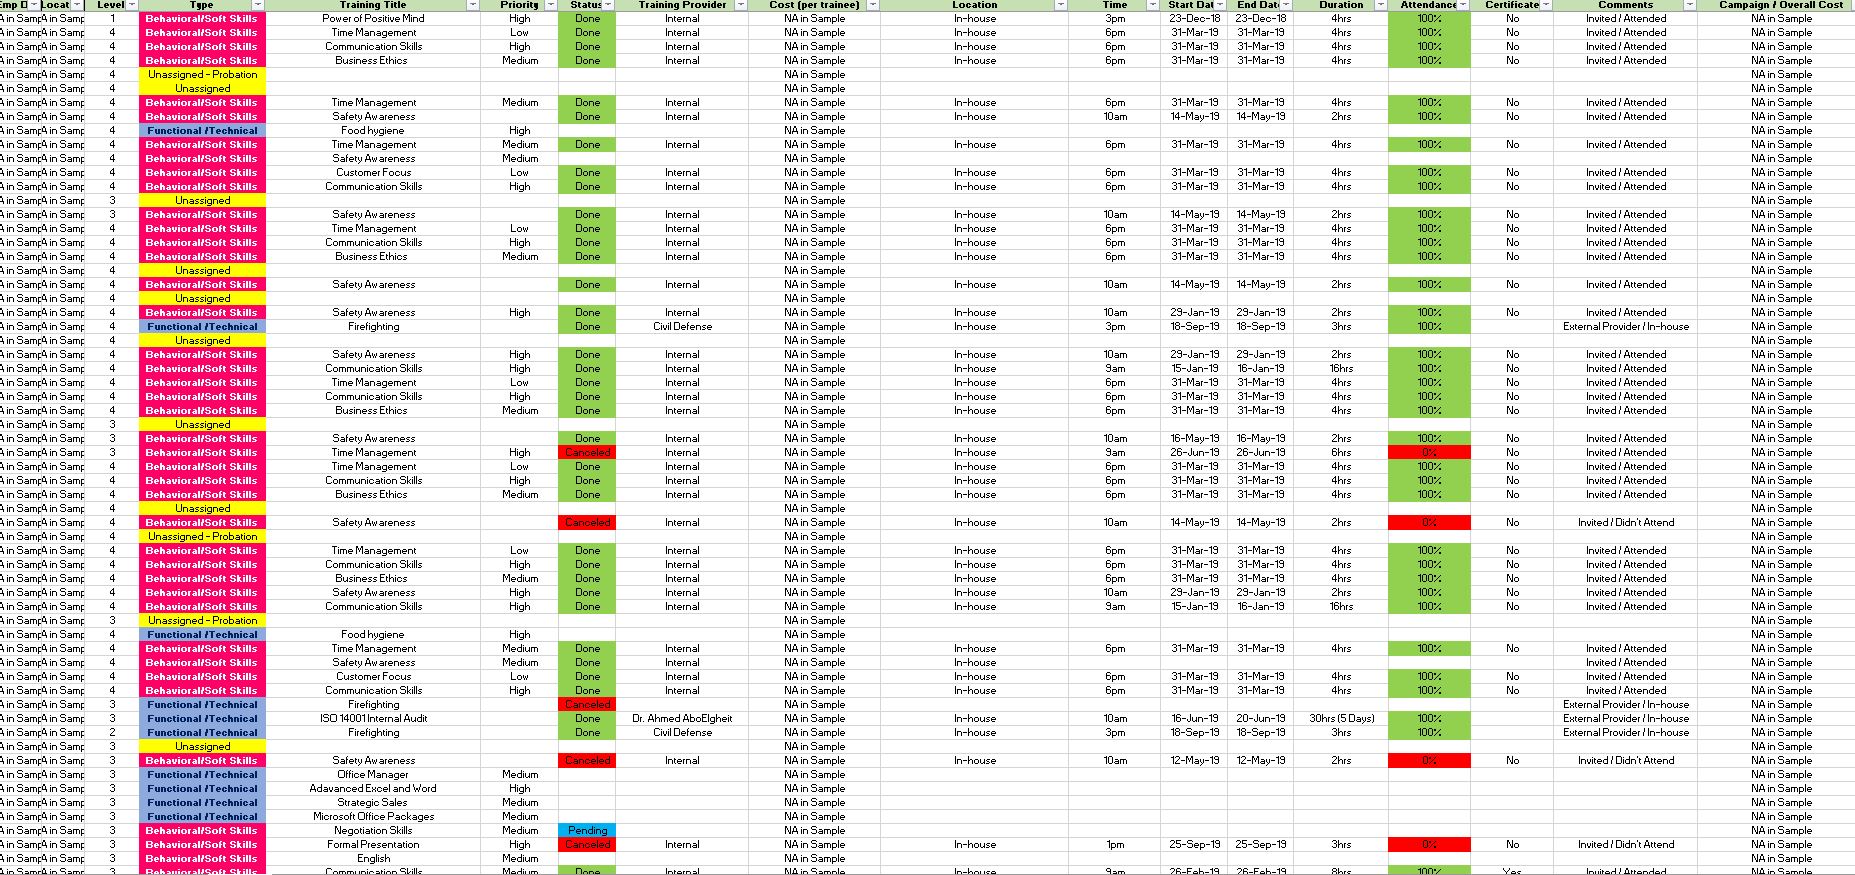 Emp D Locat Level Type Training Title Priority Status Training Provider Cost (per trainee) Location Time Start Dat End Date Duration Attendance Certificate Comments Campaign / Overall Cost
A in Samp A in Samp 1 Behavioral/Soft Skills Power of Positive Mind High Done Internal NA in Sample In-house 3pm 23-Dec-18 23-Dec-18 4hrs 100% No Invited / Attended NA in Sample
A in Samp A in Samp 4 Behavioral/Soft Skills Time Management Low Done Internal NA in Sample In-house 6pm 31-Mar-19 31-Mar-19 4hrs 100% No Invited / Attended NA in Sample
A in Samp A in Samp 4 Behavioral/Soft Skills Communication Skills High Done Internal NA in Sample In-house 6pm 31-Mar-19 31-Mar-19 4hrs 100% No Invited / Attended NA in Sample
A in Samp A in Samp 4 Behavioral/Soft Skills Business Ethics Medium Done Internal NA in Sample In-house 6pm 31-Mar-19 31-Mar-19 4hrs 100% No Invited / Attended NA in Sample
A in Samp A in Samp 4 Unassigned - Probation NA in Sample NA in Sample
A in Samp A in Samp 4 Unassigned NA in Sample NA in Sample
A in Samp A in Samp 4 Behavioral/Soft Skills Time Management Medium Done Internal NA in Sample In-house 6pm 31-Mar-19 31-Mar-19 4hrs 100% No Invited / Attended NA in Sample
A in Samp A in Samp 4 Behavioral/Soft Skills Safety Awareness Done Internal NA in Sample In-house 10am 14-May-19 14-May-19 2hrs 100% No Invited / Attended NA in Sample
A in Samp A in Samp 4 Functional /Technical Food hygiene High NA in Sample NA in Sample
A in Samp A in Samp 4 Behavioral/Soft Skills Time Management Medium Done Internal NA in Sample In-house 6pm 31-Mar-19 31-Mar-19 4hrs 100% No Invited / Attended NA in Sample
A in Samp A in Samp 4 Behavioral/Soft Skills Safety Awareness Medium NA in Sample NA in Sample
A in Samp A in Samp 4 Behavioral/Soft Skills Customer Focus Low Done Internal NA in Sample In-house 6pm 31-Mar-19 31-Mar-19 4hrs 100% No Invited / Attended NA in Sample
A in Samp A in Samp 4 Behavioral/Soft Skills Communication Skills High Done Internal NA in Sample In-house 6pm 31-Mar-19 31-Mar-19 4hrs 100% No Invited / Attended NA in Sample
A in Samp A in Samp 3 Unassigned NA in Sample NA in Sample
A in Samp A in Samp 3 Behavioral/Soft Skills Safety Awareness Done Internal NA in Sample In-house 10am 14-May-19 14-May-19 2hrs 100% No Invited / Attended NA in Sample
A in Samp A in Samp 4 Behavioral/Soft Skills Time Management Low Done Internal NA in Sample In-house 6pm 31-Mar-19 31-Mar-19 4hrs 100% No Invited / Attended NA in Sample
A in Samp A in Samp 4 Behavioral/Soft Skills Communication Skills High Done Internal NA in Sample In-house 6pm 31-Mar-19 31-Mar-19 4hrs 100% No Invited / Attended NA in Sample
A in Samp A in Samp 4 Behavioral/Soft Skills Business Ethics Medium Done Internal NA in Sample In-house 6pm 31-Mar-19 31-Mar-19 4hrs 100% No Invited / Attended NA in Sample
A in Samp A in Samp 4 Unassigned NA in Sample NA in Sample
A in Samp A in Samp 4 Behavioral/Soft Skills Safety Awareness Done Internal NA in Sample In-house 10am 14-May-19 14-May-19 2hrs 100% No Invited / Attended NA in Sample
A in Samp A in Samp 4 Unassigned NA in Sample NA in Sample
A in Samp A in Samp 4 Behavioral/Soft Skills Safety Awareness High Done Internal NA in Sample In-house 10am 29-Jan-19 29-Jan-19 2hrs 100% No Invited / Attended NA in Sample
A in Samp A in Samp 4 Functional /Technical Firefighting Done Civil Defense NA in Sample In-house 3pm 18-Sep-19 18-Sep-19 3hrs 100% External Provider / In-house NA in Sample
A in Samp A in Samp 4 Unassigned NA in Sample NA in Sample
A in Samp A in Samp 4 Behavioral/Soft Skills Safety Awareness High Done Internal NA in Sample In-house 10am 29-Jan-19 29-Jan-19 2hrs 100% No Invited / Attended NA in Sample
A in Samp A in Samp 4 Behavioral/Soft Skills Communication Skills High Done Internal NA in Sample In-house 9am 15-Jan-19 16-Jan-19 16hrs 100% No Invited / Attended NA in Sample
A in Samp A in Samp 4 Behavioral/Soft Skills Time Management Low Done Internal NA in Sample In-house 6pm 31-Mar-19 31-Mar-19 4hrs 100% No Invited / Attended NA in Sample
A in Samp A in Samp 4 Behavioral/Soft Skills Communication Skills High Done Internal NA in Sample In-house 6pm 31-Mar-19 31-Mar-19 4hrs 100% No Invited / Attended NA in Sample
A in Samp A in Samp 4 Behavioral/Soft Skills Business Ethics Medium Done Internal NA in Sample In-house 6pm 31-Mar-19 31-Mar-19 4hrs 100% No Invited / Attended NA in Sample
A in Samp A in Samp 3 Unassigned NA in Sample NA in Sample
A in Samp A in Samp 3 Behavioral/Soft Skills Safety Awareness Done Internal NA in Sample In-house 10am 16-May-19 16-May-19 2hrs 100% No Invited / Attended NA in Sample
A in Samp A in Samp 3 Behavioral/Soft Skills Time Management High Canceled Internal NA in Sample In-house 9am 26-Jun-19 26-Jun-19 6hrs 0% No Invited / Attended NA in Sample
A in Samp A in Samp 4 Behavioral/Soft Skills Time Management Low Done Internal NA in Sample In-house 6pm 31-Mar-19 31-Mar-19 4hrs 100% No Invited / Attended NA in Sample
A in Samp A in Samp 4 Behavioral/Soft Skills Communication Skills High Done Internal NA in Sample In-house 6pm 31-Mar-19 31-Mar-19 4hrs 100% No Invited / Attended NA in Sample
A in Samp A in Samp 4 Behavioral/Soft Skills Business Ethics Medium Done Internal NA in Sample In-house 6pm 31-Mar-19 31-Mar-19 4hrs 100% No Invited / Attended NA in Sample
A in Samp A in Samp 4 Unassigned NA in Sample NA in Sample
A in Samp A in Samp 4 Behavioral/Soft Skills Safety Awareness Canceled Internal NA in Sample In-house 10am 14-May-19 14-May-19 2hrs 0% No Invited / Didn't Attend NA in Sample
A in Samp A in Samp 4 Unassigned - Probation NA in Sample NA in Sample
A in Samp A in Samp 4 Behavioral/Soft Skills Time Management Low Done Internal NA in Sample In-house 6pm 31-Mar-19 31-Mar-19 4hrs 100% No Invited / Attended NA in Sample
A in Samp A in Samp 4 Behavioral/Soft Skills Communication Skills High Done Internal NA in Sample In-house 6pm 31-Mar-19 31-Mar-19 4hrs 100% No Invited / Attended NA in Sample
A in Samp A in Samp 4 Behavioral/Soft Skills Business Ethics Medium Done Internal NA in Sample In-house 6pm 31-Mar-19 31-Mar-19 4hrs 100% No Invited / Attended NA in Sample
A in Samp A in Samp 4 Behavioral/Soft Skills Safety Awareness High Done Internal NA in Sample In-house 10am 29-Jan-19 29-Jan-19 2hrs 100% No Invited / Attended NA in Sample
A in Samp A in Samp 4 Behavioral/Soft Skills Communication Skills High Done Internal NA in Sample In-house 9am 15-Jan-19 16-Jan-19 16hrs 100% No Invited / Attended NA in Sample
A in Samp A in Samp 3 Unassigned - Probation NA in Sample NA in Sample
A in Samp A in Samp 4 Functional /Technical Food hygiene High NA in Sample NA in Sample
A in Samp A in Samp 4 Behavioral/Soft Skills Time Management Medium Done Internal NA in Sample In-house 6pm 31-Mar-19 31-Mar-19 4hrs 100% No Invited / Attended NA in Sample
A in Samp A in Samp 4 Behavioral/Soft Skills Safety Awareness Medium Done Internal NA in Sample In-house Invited / Attended NA in Sample
A in Samp A in Samp 4 Behavioral/Soft Skills Customer Focus Low Done Internal NA in Sample In-house 6pm 31-Mar-19 31-Mar-19 4hrs 100% No Invited / Attended NA in Sample
A in Samp A in Samp 4 Behavioral/Soft Skills Communication Skills High Done Internal NA in Sample In-house 6pm 31-Mar-19 31-Mar-19 4hrs 100% No Invited / Attended NA in Sample
A in Samp A in Samp 3 Functional /Technical Firefighting Canceled NA in Sample In-house External Provider / In-house NA in Sample
A in Samp A in Samp 3 Functional /Technical ISO 14001 Internal Audit Done Dr. Ahmed AboElgheit NA in Sample In-house 10am 16-Jun-19 20-Jun-19 30hrs (5 Days) 100% External Provider / In-house NA in Sample
A in Samp A in Samp 2 Functional /Technical Firefighting Done Civil Defense NA in Sample In-house 3pm 18-Sep-19 18-Sep-19 3hrs 100% External Provider / In-house NA in Sample
A in Samp A in Samp 3 Unassigned NA in Sample NA in Sample
A in Samp A in Samp 3 Behavioral/Soft Skills Safety Awareness Canceled Internal NA in Sample In-house 10am 12-May-19 12-May-19 2hrs 0% No Invited / Didn't Attend NA in Sample
A in Samp A in Samp 3 Functional /Technical Office Manager Medium NA in Sample NA in Sample
A in Samp A in Samp 3 Functional /Technical Adavanced Excel and Word High NA in Sample NA in Sample
A in Samp A in Samp 3 Functional /Technical Strategic Sales Medium NA in Sample NA in Sample
A in Samp A in Samp 3 Functional /Technical Microsoft Office Packages Medium NA in Sample NA in Sample
A in Samp A in Samp 3 Behavioral/Soft Skills Negotiation Skills Medium Pending NA in Sample NA in Sample
A in Samp A in Samp 3 Behavioral/Soft Skills Formal Presentation High Canceled Internal NA in Sample In-house 1pm 25-Sep-19 25-Sep-19 3hrs 0% No Invited / Didn't Attend NA in Sample
A in Samp A in Samp 3 Behavioral/Soft Skills English Medium NA in Sample NA in Sample
A in Samp A in Samp 3 Behavioral/Soft Skills Communication Skills Medium Done Internal NA in Sample In-house 9am 26-Feb-19 26-Feb-19 8hrs 100% Yes Invited / Attended NA in Sample